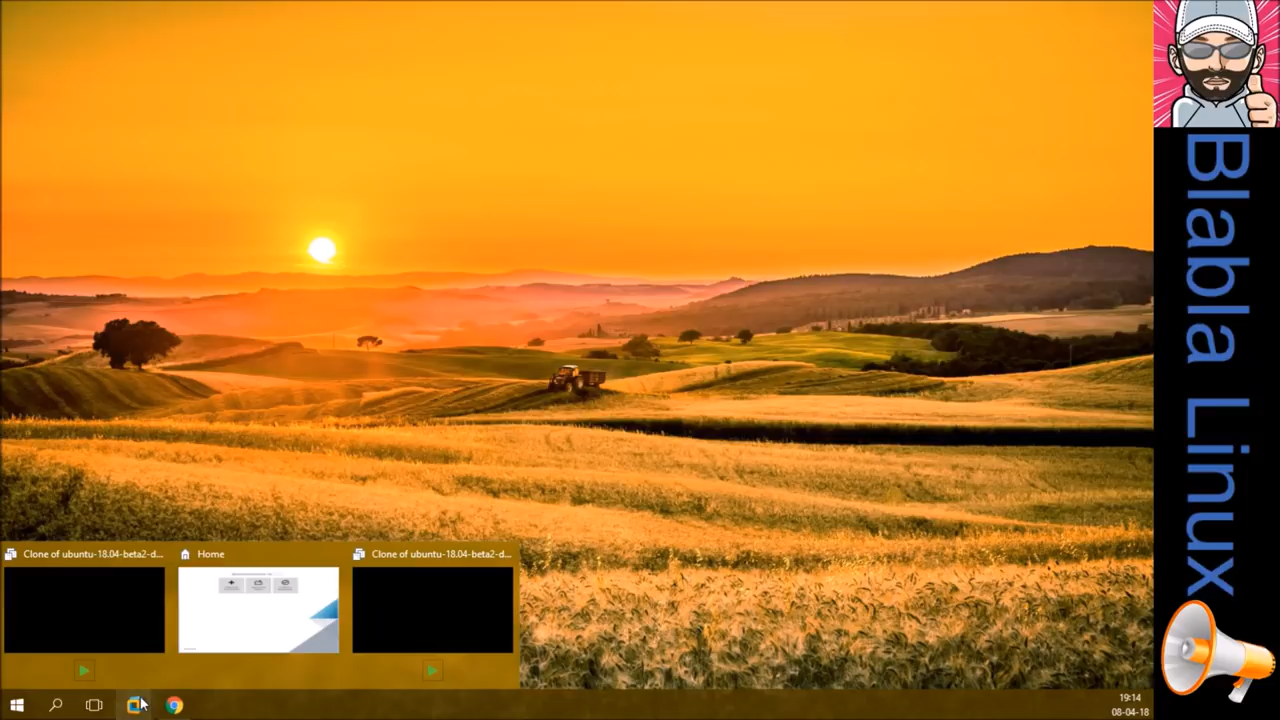 Blabla Linux
Clone of ubuntu-18.04-beta2-d...
Home
Clone of ubuntu-18.04-beta2-d...
19:14
08-04-18